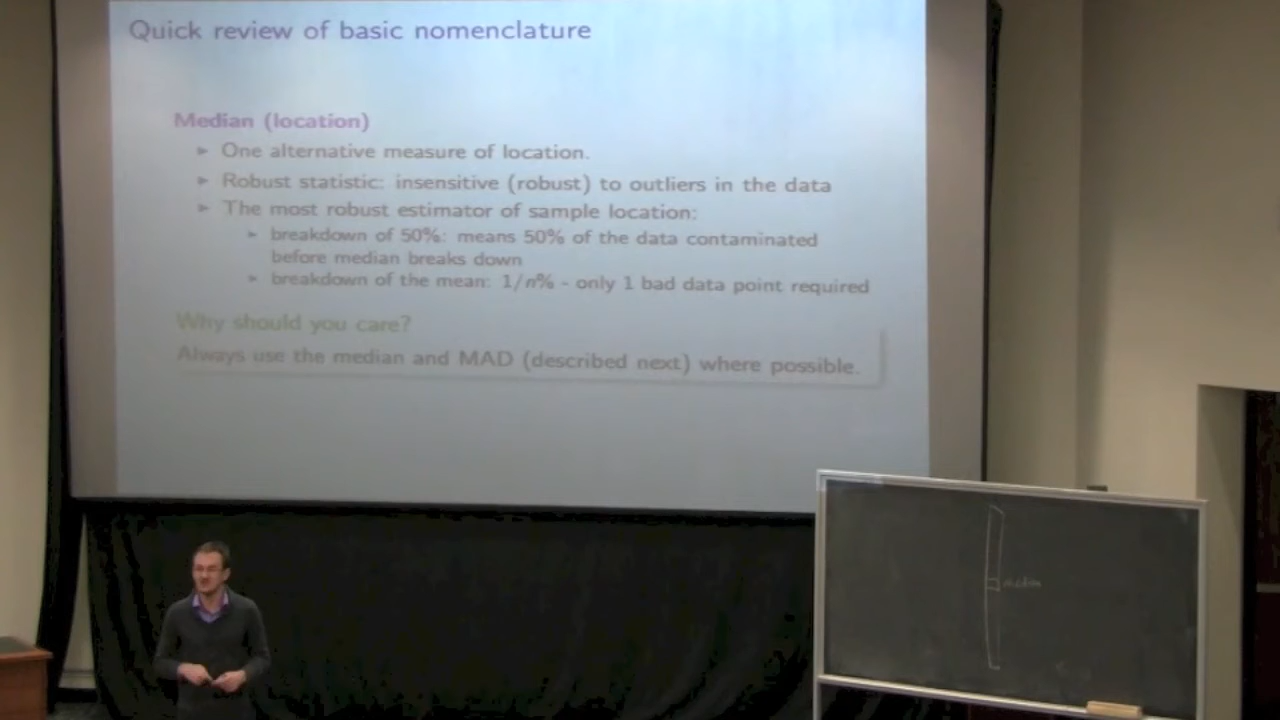 Quick review of basic nomenclature
Median (location)
► One alternative measure of location.
► Robust statistic: insensitive (robust) to outliers in the data
► The most robust estimator of sample location:
► breakdown of 50%: means 50% of the data contaminated
before median breaks down
► breakdown of the mean: 1/n% - only 1 bad data point required
Why should you care?
Always use the median and MAD (described next) where possible.
median